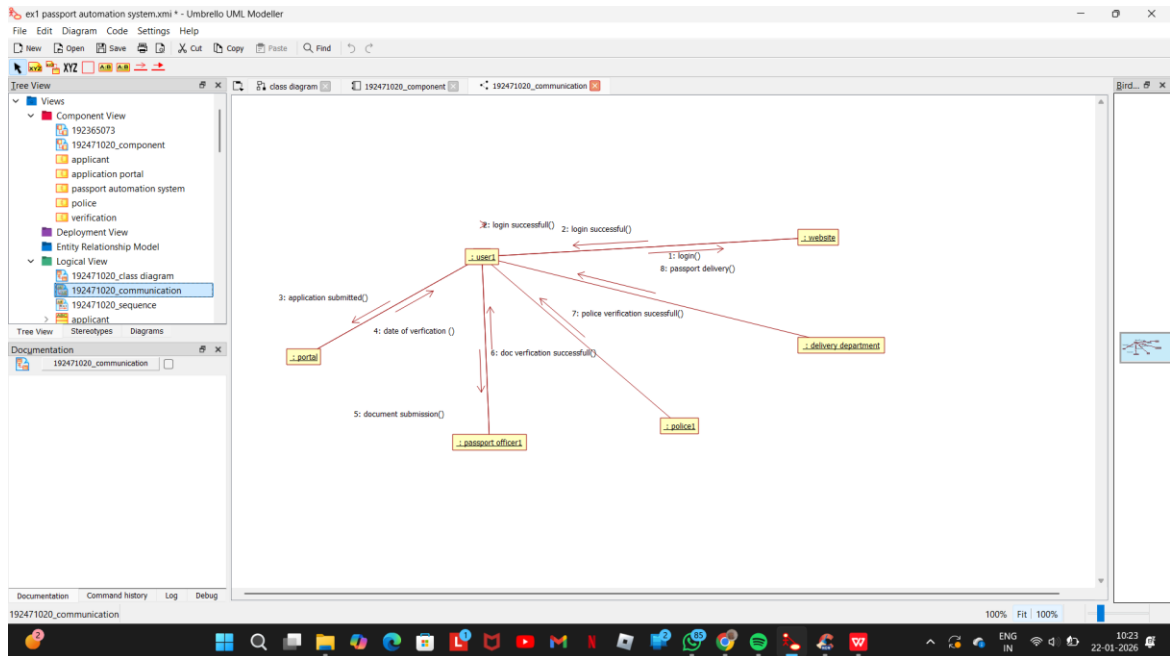 ex1 passport automation system.xmi * - Umbrello UML Modeller
File Edit Diagram Code Settings Help
New Open Save Cut Copy Paste Find
XYZ XYZ A.B A.B
Tree View
class diagram 192471020_component 192471020_communication
Bird...
Views
Component View
192365073
192471020_component
applicant
application portal
passport automation system
police
verification
Deployment View
Entity Relationship Model
Logical View
192471020_class diagram
192471020_communication
192471020_sequence
applicant
Tree View Stereotypes Diagrams
Documentation
192471020_communication
: login successfull()
2: login successful()
: website
: user1
1: login()
8: passport delivery()
3: application submitted()
7: police verification sucessfull()
4: date of verfication ()
: delivery department
6: doc verfication successfull()
: portal
5: document submission()
: police1
: passport officer1
Documentation Command history Log Debug
192471020_communication
100% Fit 100%
2
1
2
85
W
ENG
IN
10:23
22-01-2026